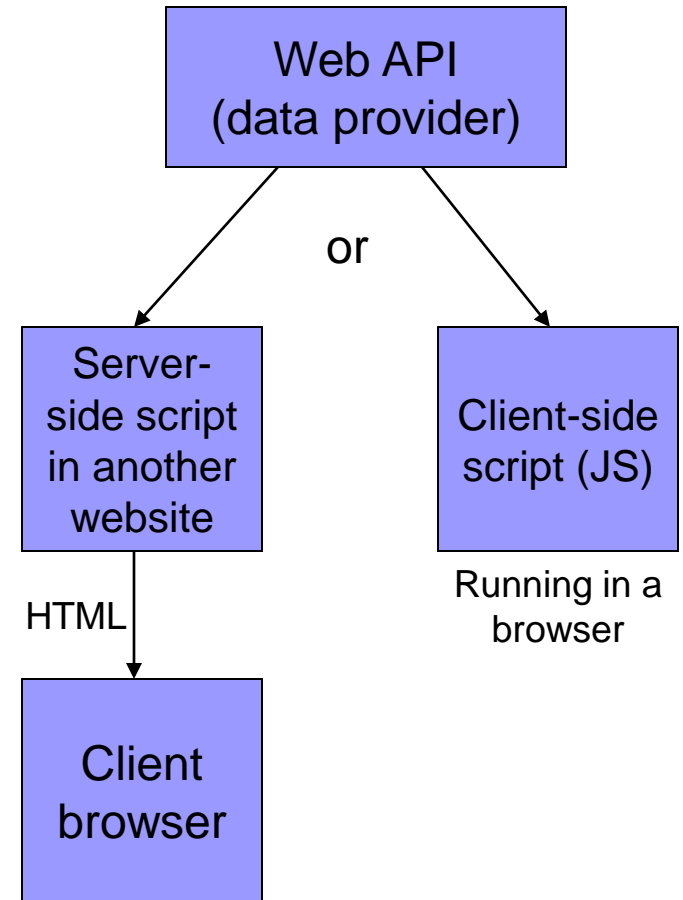 Web API
(data provider)
or
Server-
side script
in another
website
Client-side
script (JS)
Running in a
browser
HTML
Client
browser